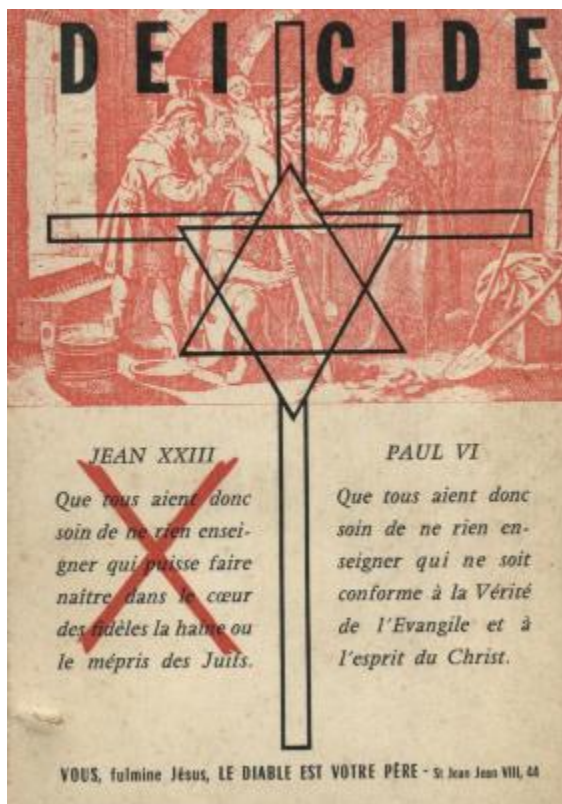 DEICIDE
JEAN XXIII
Que tous aient donc
soin de ne rien ensei-
gner qui puisse faire
naître dans le cœur
des fidèles la haine ou
le mépris des Juifs.
PAUL VI
Que tous aient donc
soin de ne rien en-
seigner qui ne soit
conforme à la Vérité
de l'Evangile et à
l'esprit du Christ.
VOUS, fulmine Jésus, LE DIABLE EST VOTRE PÈRE - St Jean Jean VIII, 44